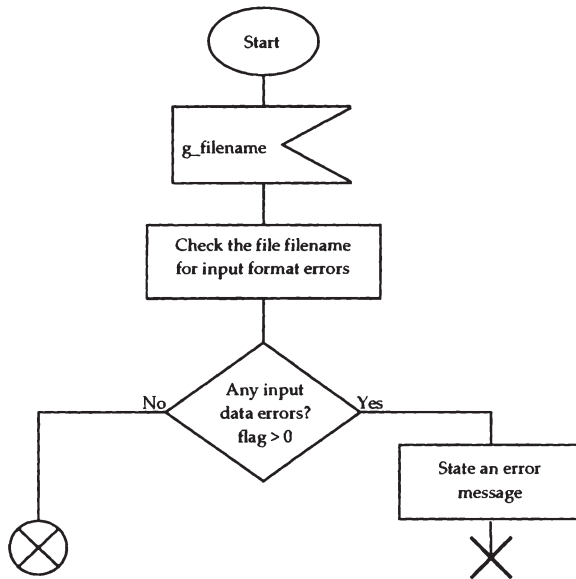 Start
g_filename
Check the file filename
for input format errors
Any input
data errors?
flag > 0
No
Yes
State an error
message